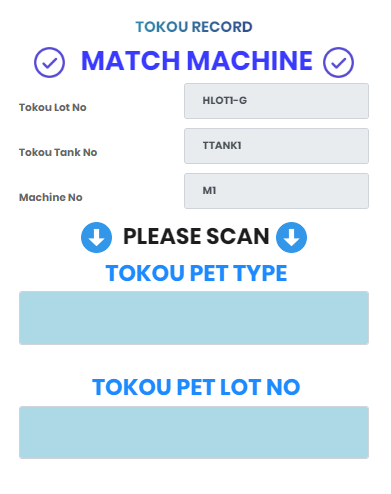 TOKOU RECORD
MATCH MACHINE
Tokou Lot No
HLOT1-G
Tokou Tank No
TTANK1
Machine No
M1
PLEASE SCAN
TOKOU PET TYPE
TOKOU PET LOT NO